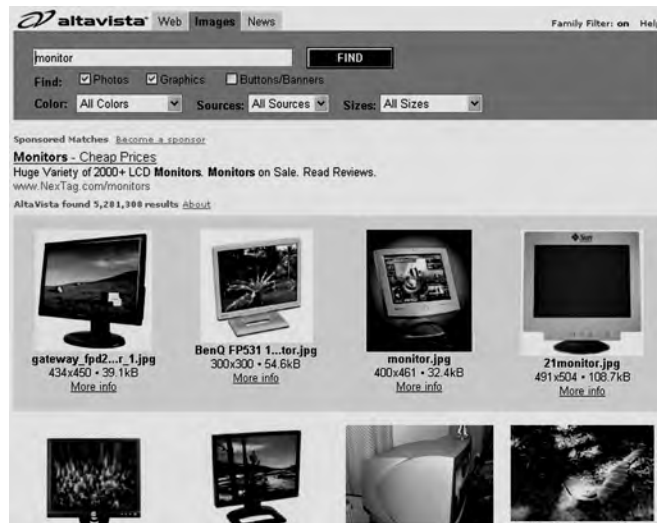 altavista Web Images News Family Filter: on Help
monitor FIND
Find: Photos Graphics Buttons/Banners
Color: All Colors Sources: All Sources Sizes: All Sizes
Sponsored Matches Become a sponsor
Monitors - Cheap Prices
Huge Variety of 2000+ LCD Monitors. Monitors on Sale. Read Reviews.
www.NexTag.com/monitors
AltaVista found 5,281,308 results About
Sun
gateway_fpd2...r_1.jpg BenQ FP531 1...tor.jpg monitor.jpg 21monitor.jpg
434x450 • 39.1kB 300x300 • 54.6kB 400x461 • 32.4kB 491x504 • 108.7kB
More info More info More info More info